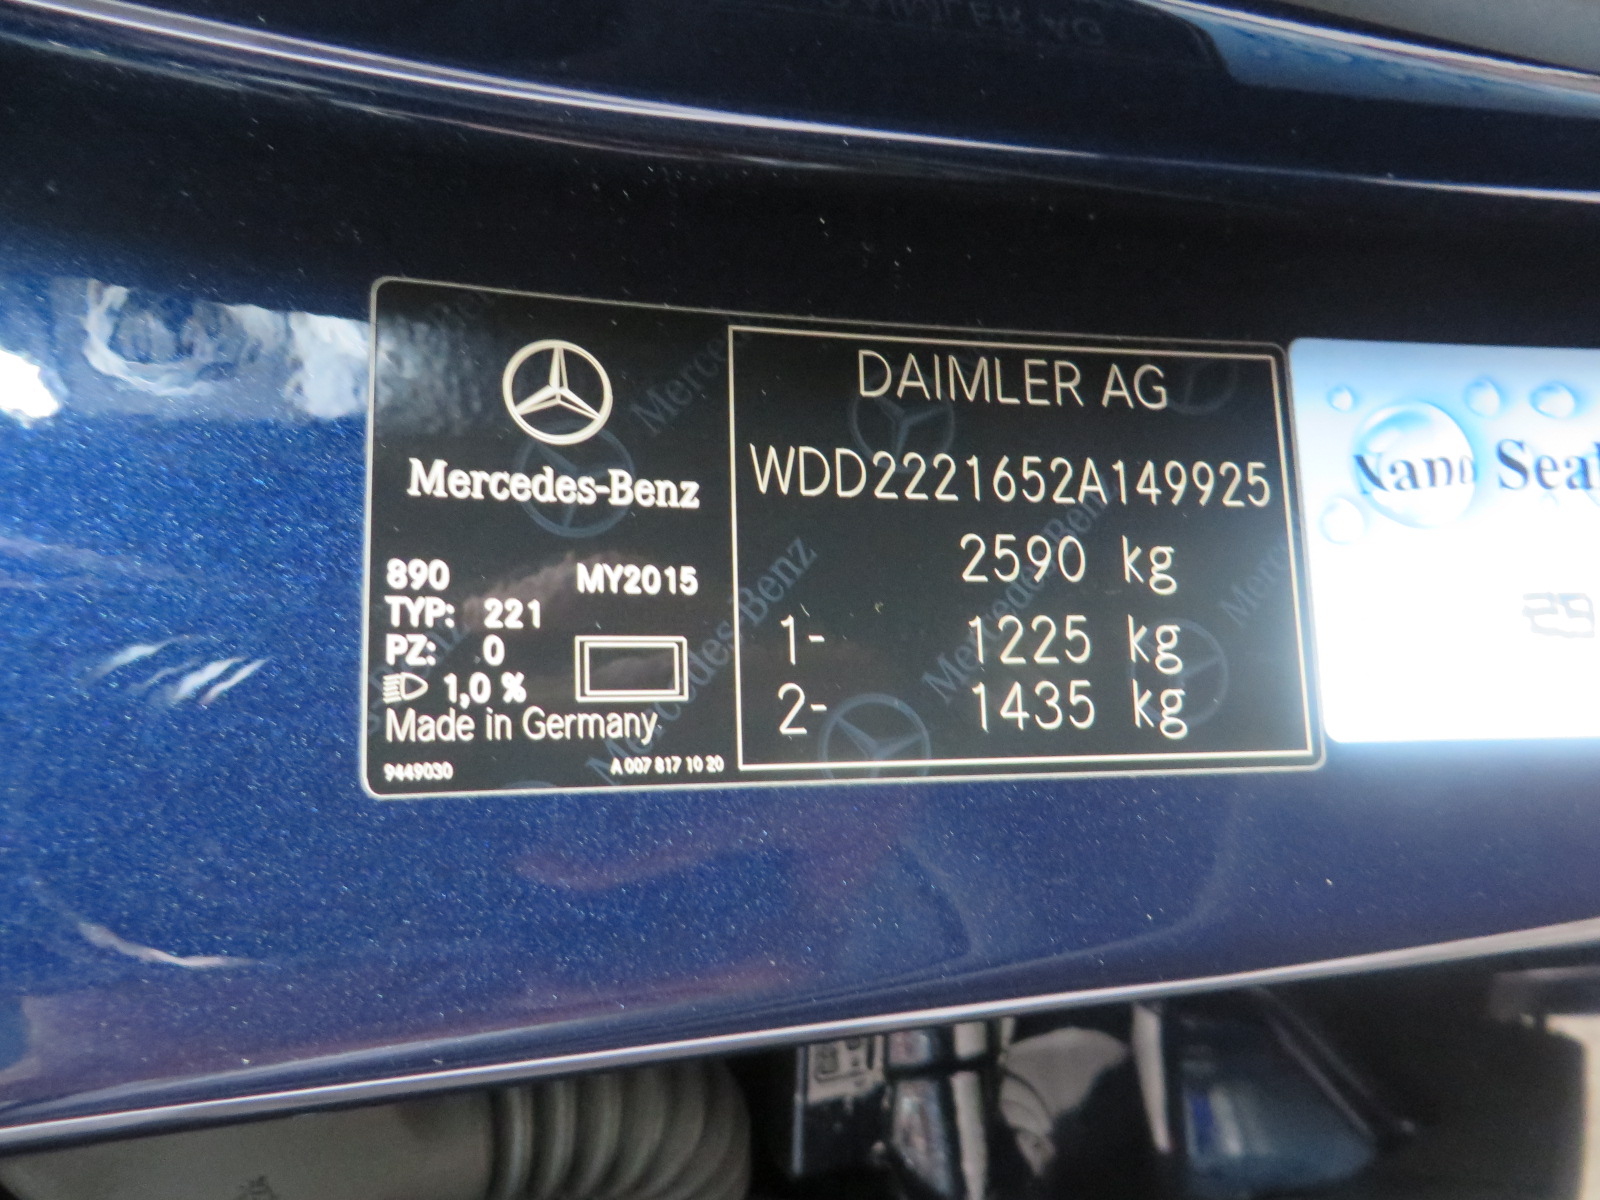 Mercedes-Benz
890 MY2015
TYP: 221
PZ: 0
1,0 %
Made in Germany
9449030 A 007 817 10 20
DAIMLER AG
WDD2221652A149925
2590 kg
1- 1225 kg
2- 1435 kg
Nano Seal
29